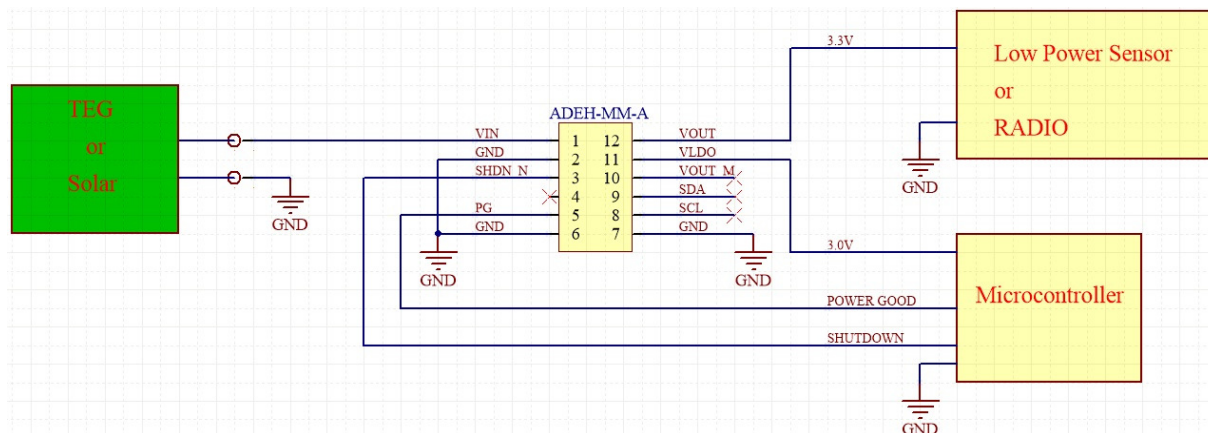 TEG
or
Solar
GND
ADEH-MM-A
VIN
GND
SHDN_N
PG
GND
1
2
3
4
5
6
12
11
10
9
8
7
VOUT
VLDO
VOUT_M
SDA
SCL
GND
GND
GND
3.3V
Low Power Sensor
or
RADIO
GND
3.0V
Microcontroller
POWER GOOD
SHUTDOWN
GND